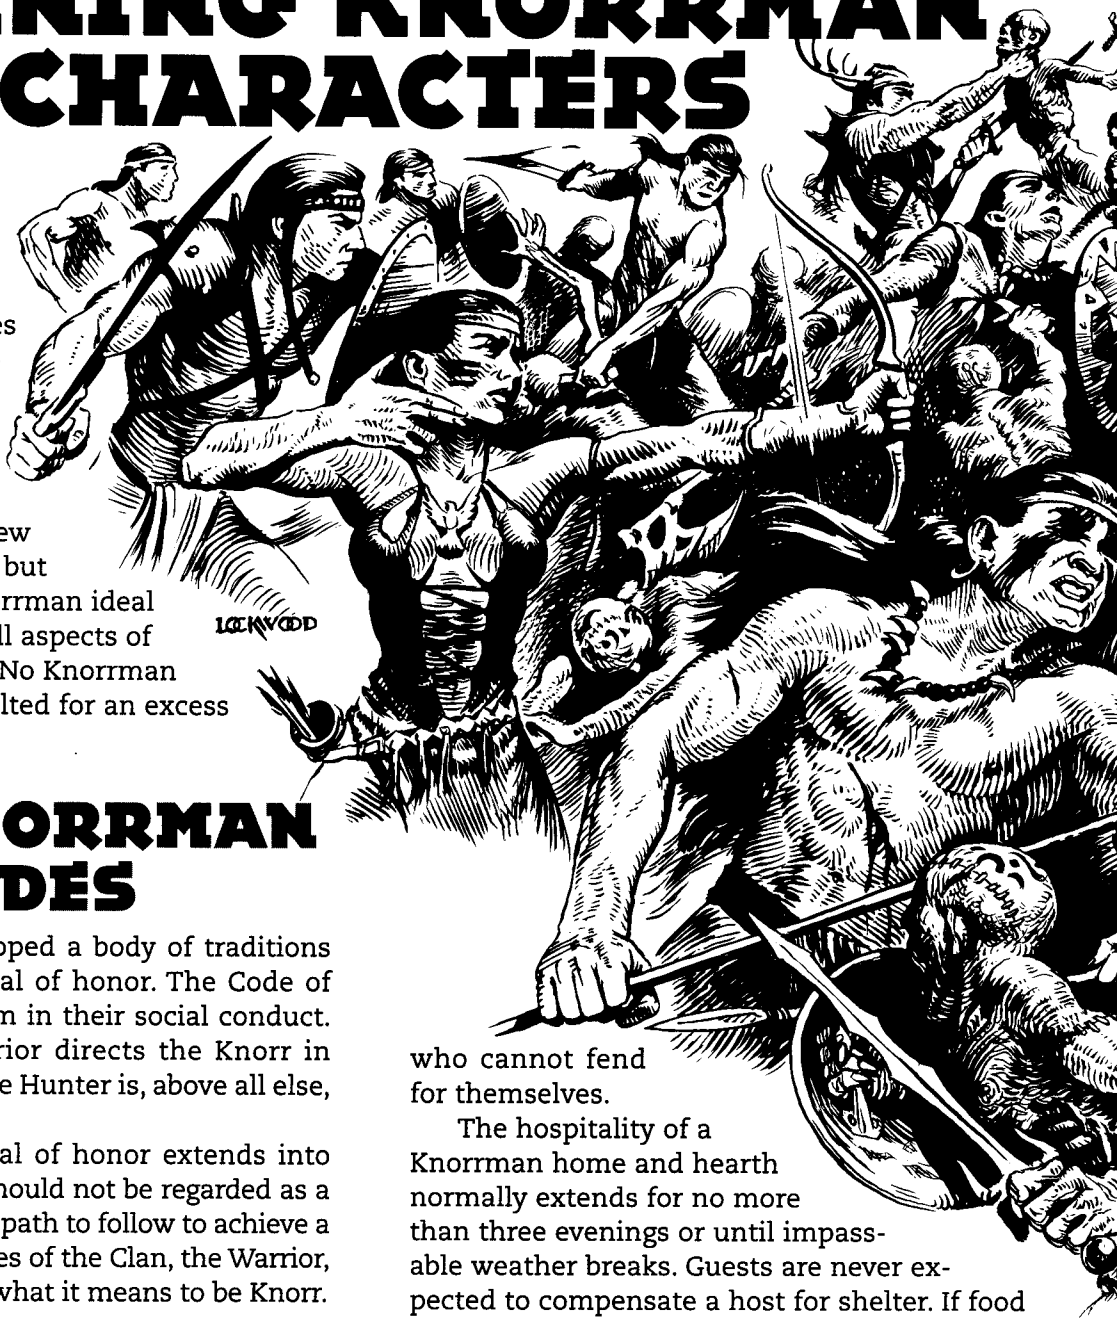 KNORRMAN
CHARACTERS
es
ew
but
rrman ideal
ll aspects of
No Knorrman
lted for an excess
LOCKWOOD
ORRMAN
DES
oped a body of traditions
al of honor. The Code of
m in their social conduct.
rior directs the Knorr in
e Hunter is, above all else,
al of honor extends into
hould not be regarded as a
path to follow to achieve a
es of the Clan, the Warrior,
what it means to be Knorr.
who cannot fend
for themselves.
The hospitality of a
Knorrman home and hearth
normally extends for no more
than three evenings or until impass-
able weather breaks. Guests are never ex-
pected to compensate a host for shelter. If food